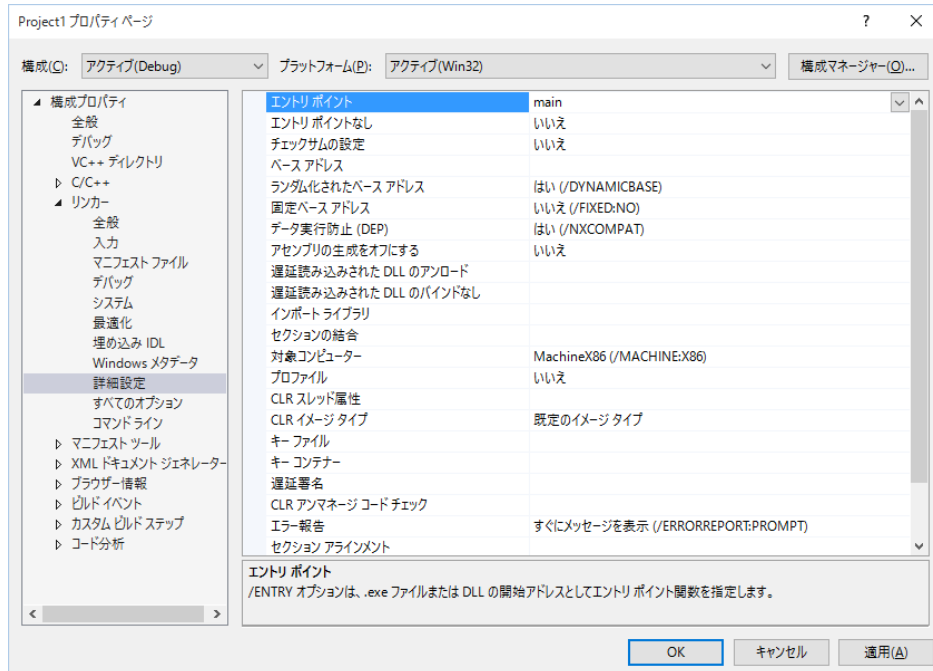 Project1 プロパティ ページ
? ×
構成(C): アクティブ(Debug) プラットフォーム(P): アクティブ(Win32) 構成マネージャー(O)...
構成プロパティ
全般
デバッグ
VC++ ディレクトリ
C/C++
リンカー
全般
入力
マニフェスト ファイル
デバッグ
システム
最適化
埋め込み IDL
Windows メタデータ
詳細設定
すべてのオプション
コマンド ライン
マニフェスト ツール
XML ドキュメント ジェネレーター
ブラウザー情報
ビルド イベント
カスタム ビルド ステップ
コード分析
エントリ ポイント main
エントリ ポイントなし いいえ
チェックサムの設定 いいえ
ベース アドレス
ランダム化されたベース アドレス はい (/DYNAMICBASE)
固定ベース アドレス いいえ (/FIXED:NO)
データ実行防止 (DEP) はい (/NXCOMPAT)
アセンブリの生成をオフにする いいえ
遅延読み込みされた DLL のアンロード
遅延読み込みされた DLL のバインドなし
インポート ライブラリ
セクションの結合
対象コンピューター MachineX86 (/MACHINE:X86)
プロファイル いいえ
CLR スレッド属性
CLR イメージ タイプ 既定のイメージ タイプ
キー ファイル
キー コンテナー
遅延署名
CLR アンマネージ コード チェック
エラー報告 すぐにメッセージを表示 (/ERRORREPORT:PROMPT)
セクション アラインメント
エントリ ポイント
/ENTRY オプションは、.exe ファイルまたは DLL の開始アドレスとしてエントリ ポイント関数を指定します。
OK キャンセル 適用(A)